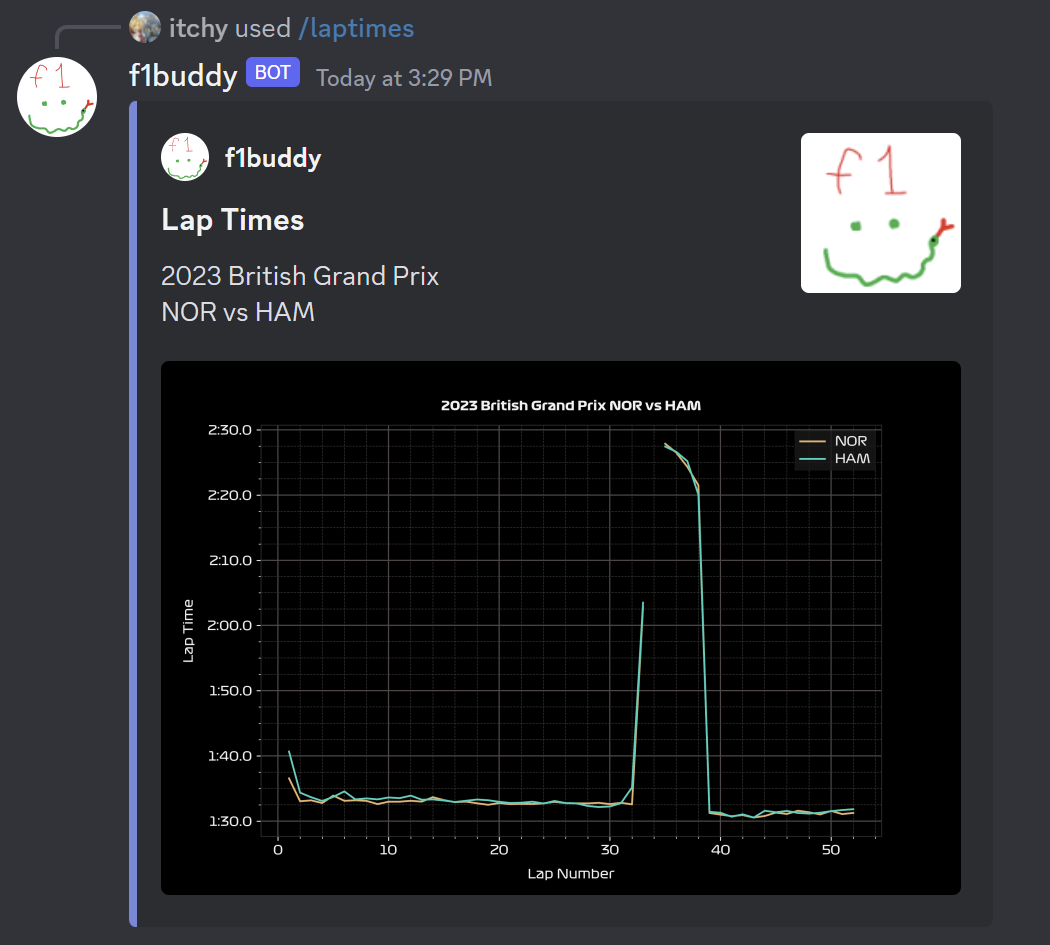 itchy used /laptimes
f1buddy BOT Today at 3:29 PM
f1
f1buddy
f1
f1
Lap Times
2023 British Grand Prix
NOR vs HAM
2023 British Grand Prix NOR vs HAM
NOR
HAM
2:30.0
2:20.0
2:10.0
2:00.0
1:50.0
1:40.0
1:30.0
Lap Time
0 10 20 30 40 50
Lap Number